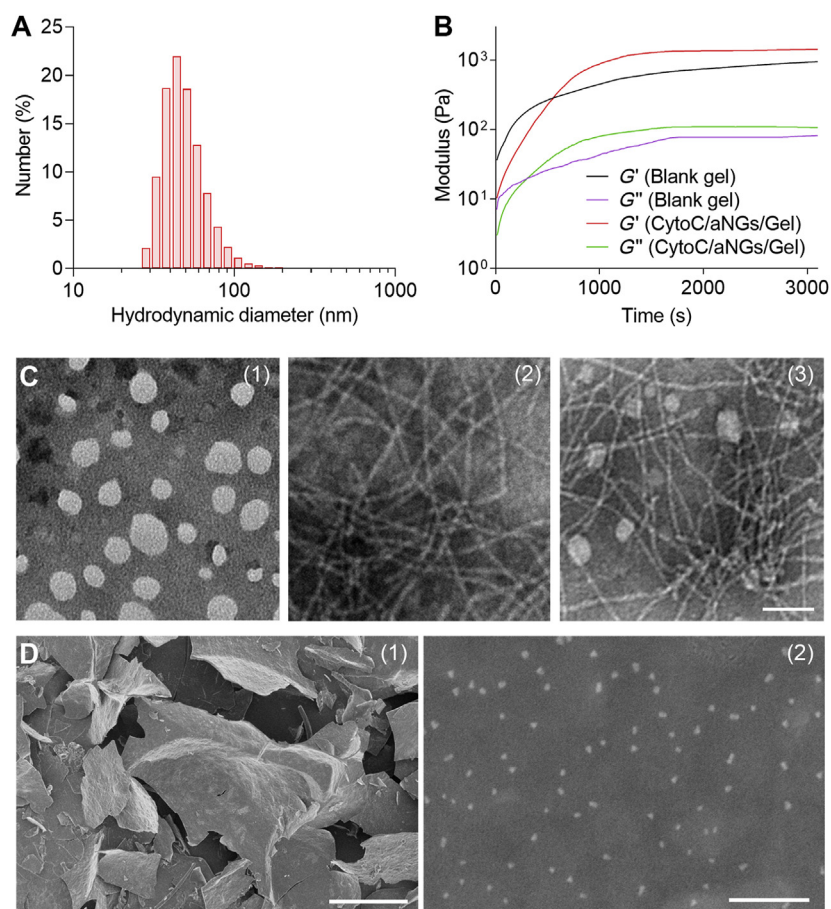 A
25
20
15
10
5
0
Number (%)
10
100
1000
Hydrodynamic diameter (nm)
B
10³
10²
10¹
10⁰
Modulus (Pa)
G' (Blank gel)
G" (Blank gel)
G' (CytoC/aNGs/Gel)
G" (CytoC/aNGs/Gel)
0
1000
2000
3000
Time (s)
C
(1)
(2)
(3)
D
(1)
(2)